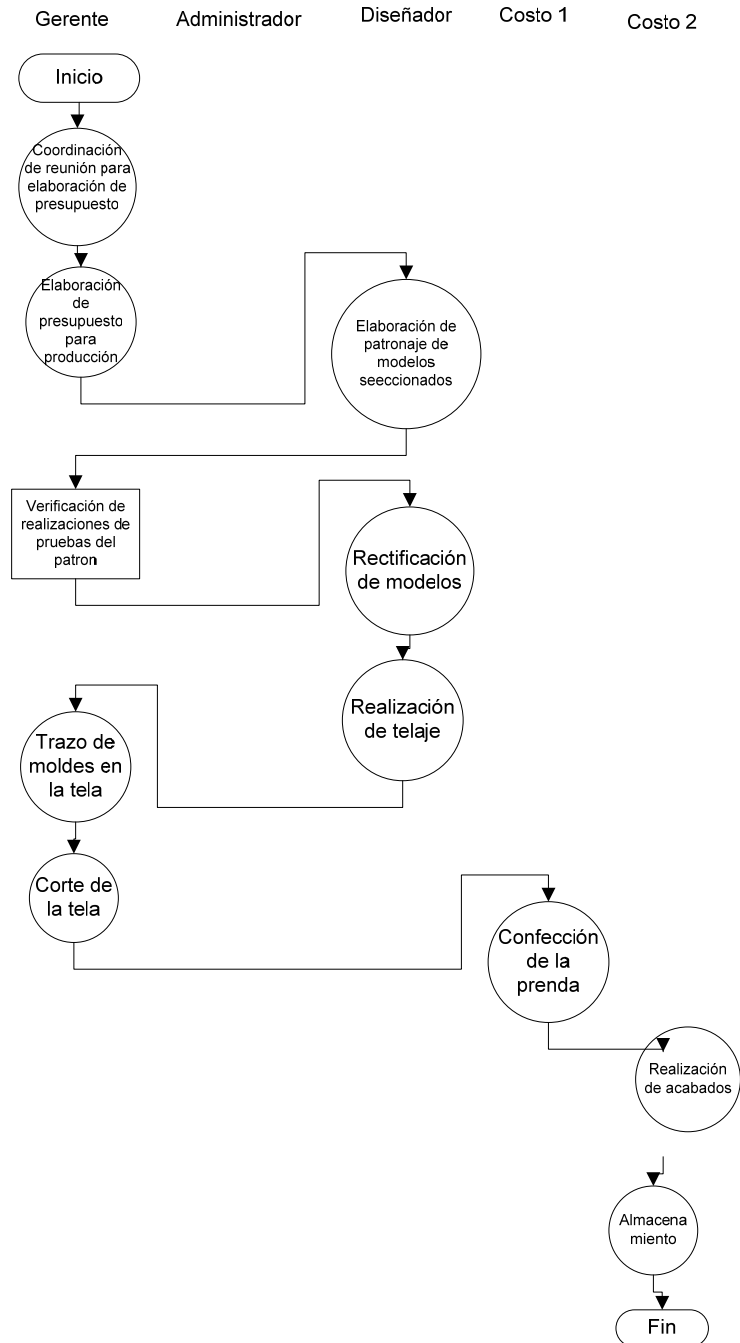 Gerente
Administrador
Diseñador
Costo 1
Costo 2
Inicio
Coordinación
de reunión para
elaboración de
presupuesto
Elaboración
de
presupuesto
para
producción
Elaboración de
patronaje de
modelos
seeccionados
Verificación de
realizaciones de
pruebas del
patron
Rectificación
de modelos
Realización
de telaje
Trazo de
moldes en
la tela
Corte de
la tela
Confección
de la
prenda
Realización
de acabados
Almacena
miento
Fin